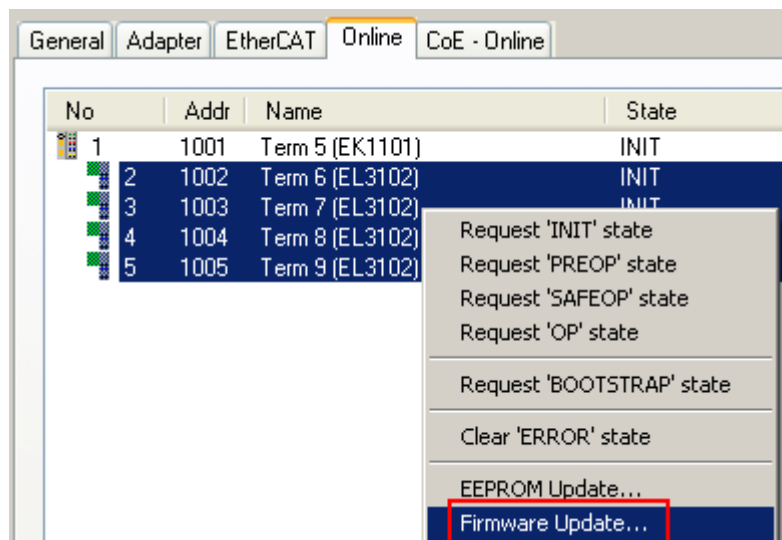 General Adapter EtherCAT Online CoE - Online
No Addr Name State
1 1001 Term 5 (EK1101) INIT
2 1002 Term 6 (EL3102) INIT
3 1003 Term 7 (EL3102) INIT
4 1004 Term 8 (EL3102)
5 1005 Term 9 (EL3102)
Request 'INIT' state
Request 'PREOP' state
Request 'SAFEOP' state
Request 'OP' state
Request 'BOOTSTRAP' state
Clear 'ERROR' state
EEPROM Update...
Firmware Update...